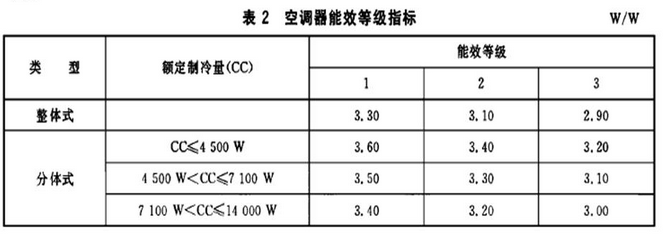 表 2 空调器能效等级指标 W/W
类 型 额定制冷量(CC) 能效等级
1 2 3
整体式 3.30 3.10 2.90
分体式 CC≤4 500 W 3.60 3.40 3.20
4 500 W<CC≤7 100 W 3.50 3.30 3.10
7 100 W<CC≤14 000 W 3.40 3.20 3.00